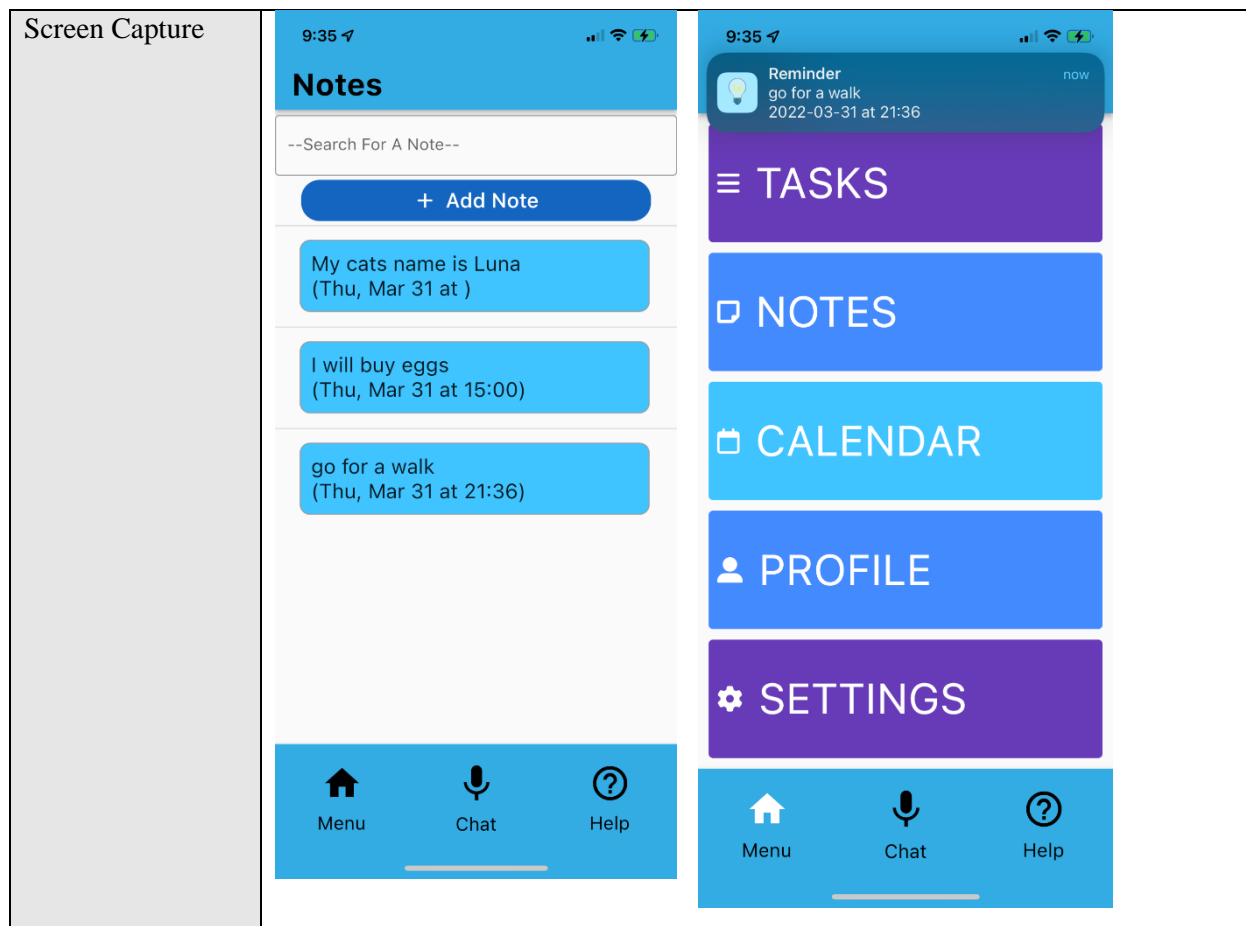 Screen Capture
9:35
Notes
--Search For A Note--
+ Add Note
My cats name is Luna
(Thu, Mar 31 at )
I will buy eggs
(Thu, Mar 31 at 15:00)
go for a walk
(Thu, Mar 31 at 21:36)
Menu
Chat
Help
9:35
Reminder
now
go for a walk
2022-03-31 at 21:36
TASKS
NOTES
CALENDAR
PROFILE
SETTINGS
Menu
Chat
Help